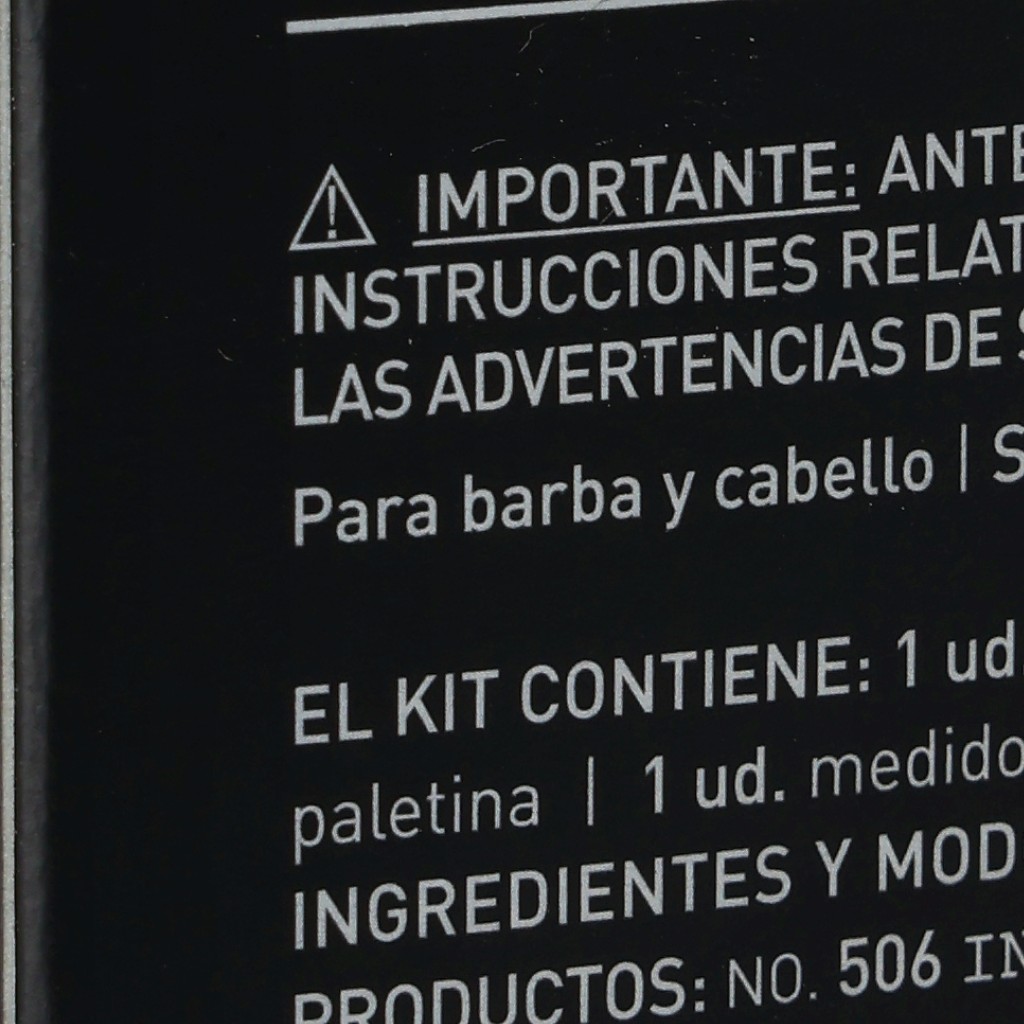 ⚠ IMPORTANTE: ANTE
INSTRUCCIONES RELAT
LAS ADVERTENCIAS DE S
Para barba y cabello | S
EL KIT CONTIENE: 1 ud.
paletina | 1 ud. medido
INGREDIENTES Y MOD
PRODUCTOS: NO. 506 IN